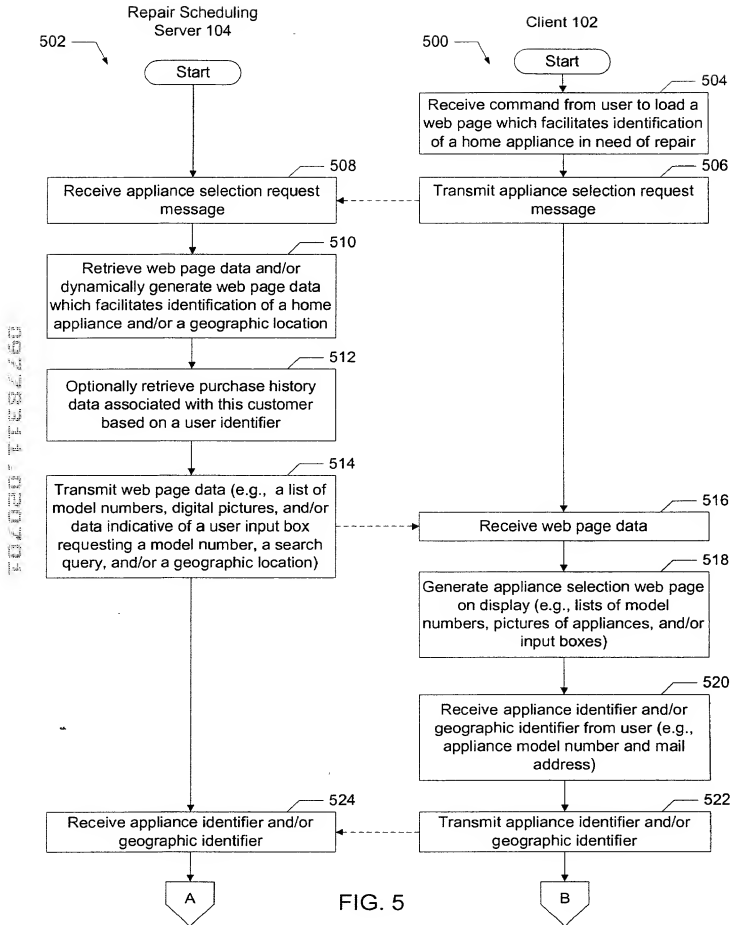 Repair Scheduling
Server 104
Client 102
502
500
Start
Start
504
Receive command from user to load a
web page which facilitates identification
of a home appliance in need of repair
508
506
Receive appliance selection request
message
Transmit appliance selection request
message
510
Retrieve web page data and/or
dynamically generate web page data
which facilitates identification of a home
appliance and/or a geographic location
512
Optionally retrieve purchase history
data associated with this customer
based on a user identifier
514
Transmit web page data (e.g., a list of
model numbers, digital pictures, and/or
data indicative of a user input box
requesting a model number, a search
query, and/or a geographic location)
516
Receive web page data
518
Generate appliance selection web page
on display (e.g., lists of model
numbers, pictures of appliances, and/or
input boxes)
520
Receive appliance identifier and/or
geographic identifier from user (e.g.,
appliance model number and mail
address)
524
522
Receive appliance identifier and/or
geographic identifier
Transmit appliance identifier and/or
geographic identifier
A
B
FIG. 5